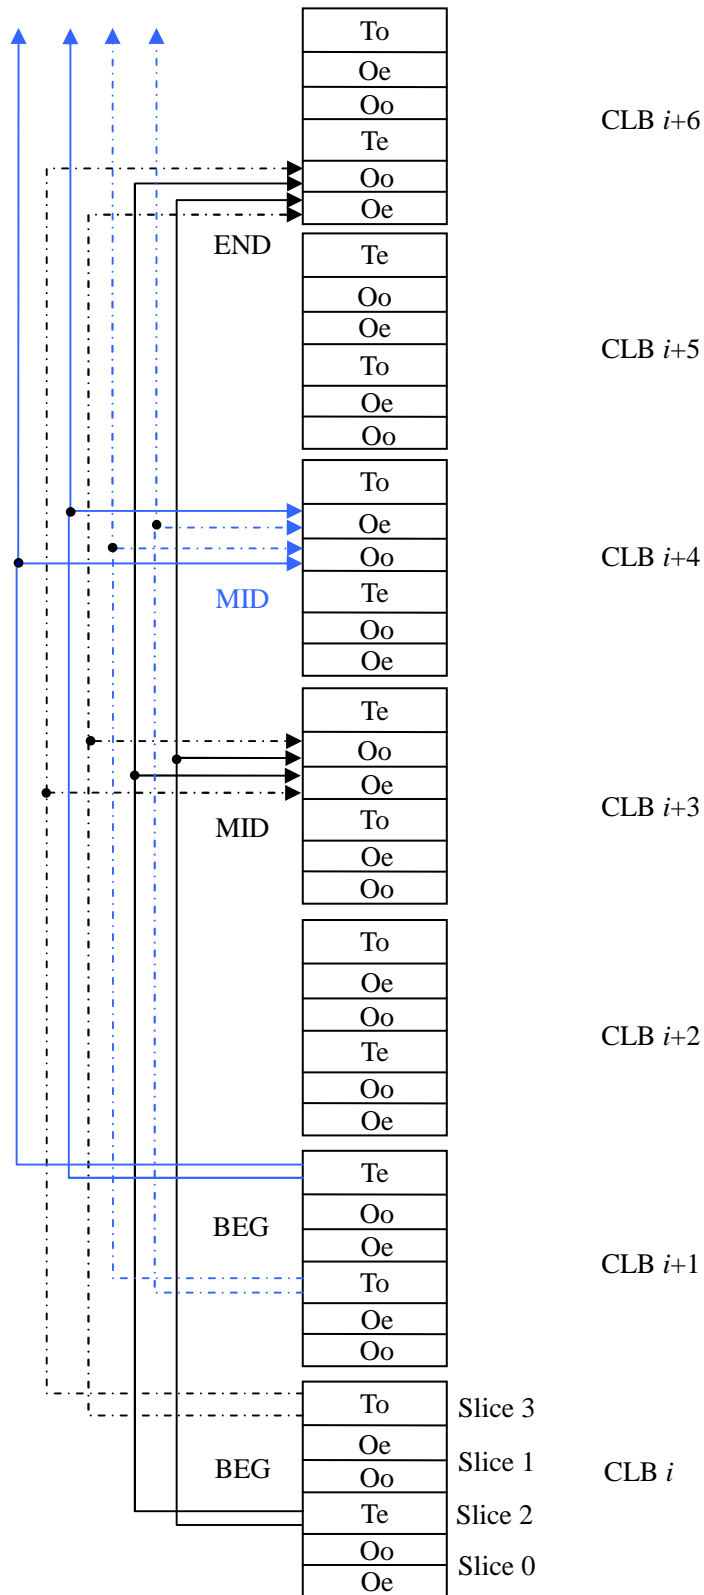 To
Oe
Oo
CLB i+6
Te
Oo
Oe
END
Te
Oo
Oe
CLB i+5
To
Oe
Oo
To
Oe
Oo
CLB i+4
MID
Te
Oo
Oe
Te
Oo
Oe
CLB i+3
MID
To
Oe
Oo
To
Oe
Oo
CLB i+2
Te
Oo
Oe
Te
BEG
Oo
Oe
CLB i+1
To
Oe
Oo
To
Slice 3
Oe
BEG
Slice 1
CLB i
Oo
Te
Slice 2
Oo
Slice 0
Oe